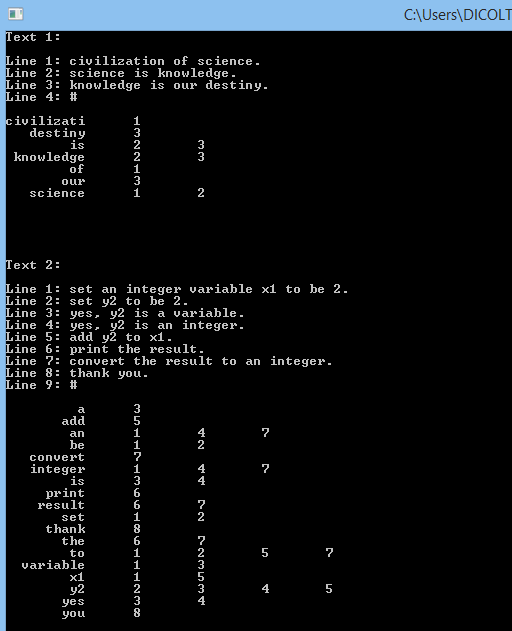 C:\Users\DICOLT
Text 1:
Line 1: civilization of science.
Line 2: science is knowledge.
Line 3: knowledge is our destiny.
Line 4: #
civilizati 1
destiny 3
is 2 3
knowledge 2 3
of 1
our 3
science 1 2
Text 2:
Line 1: set an integer variable x1 to be 2.
Line 2: set y2 to be 2.
Line 3: yes, y2 is a variable.
Line 4: yes, y2 is an integer.
Line 5: add y2 to x1.
Line 6: print the result.
Line 7: convert the result to an integer.
Line 8: thank you.
Line 9: #
a 3
add 5
an 1 4 7
be 1 2
convert 7
integer 1 4 7
is 3 4
print 6
result 6 7
set 1 2
thank 8
the 6 7
to 1 2 5 7
variable 1 3
x1 1 5
y2 2 3 4 5
yes 3 4
you 8